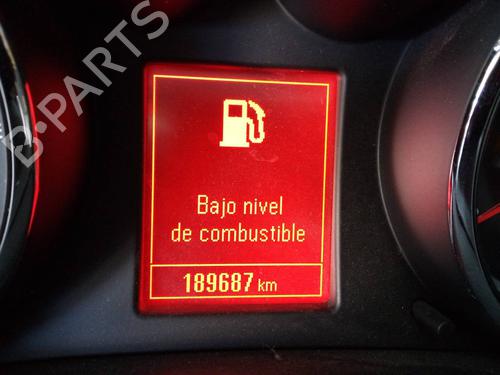 B-PARTS
Bajo nivel
de combustible
189687 km